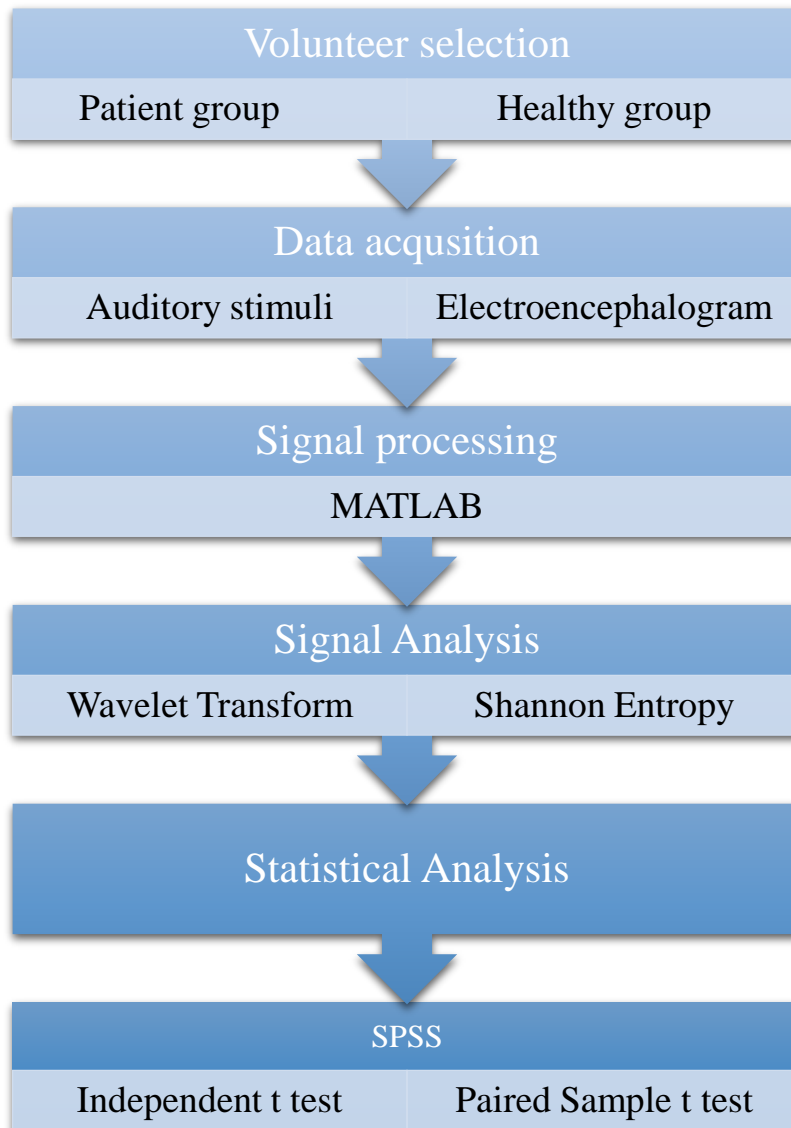 Volunteer selection
Patient group Healthy group
Data acqusition
Auditory stimuli Electroencephalogram
Signal processing
MATLAB
Signal Analysis
Wavelet Transform Shannon Entropy
Statistical Analysis
SPSS
Independent t test Paired Sample t test